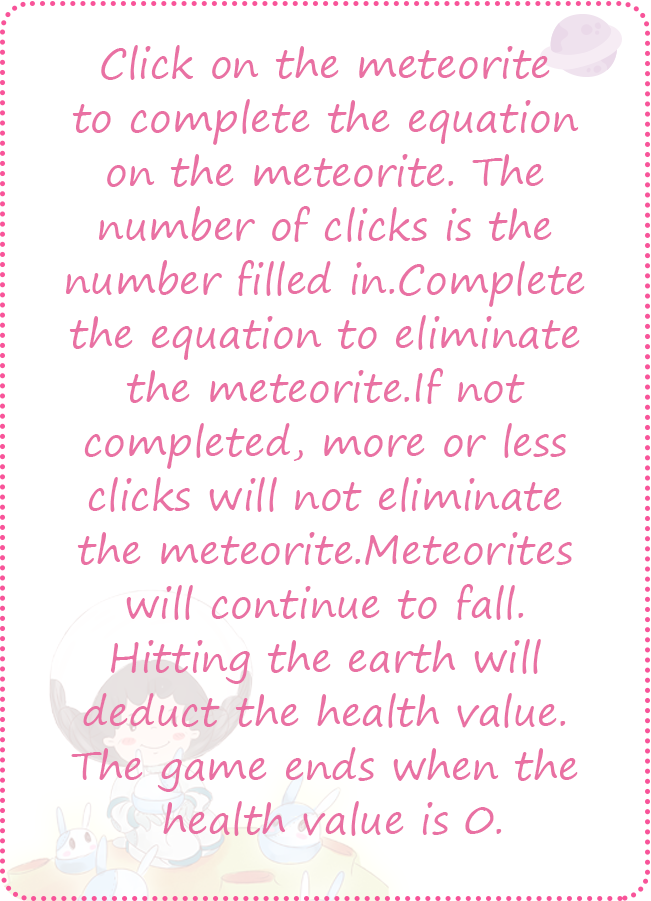 Click on the meteorite
to complete the equation
on the meteorite. The
number of clicks is the
number filled in.Complete
the equation to eliminate
the meteorite.If not
completed, more or less
clicks will not eliminate
the meteorite.Meteorites
will continue to fall.
Hitting the earth will
deduct the health value.
The game ends when the
health value is 0.